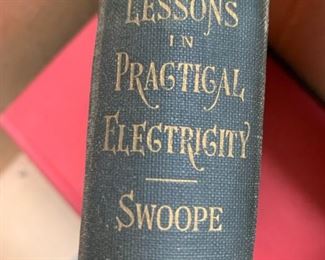 LESSONS
IN
PRACTICAL
ELECTRICITY
SWOOPE